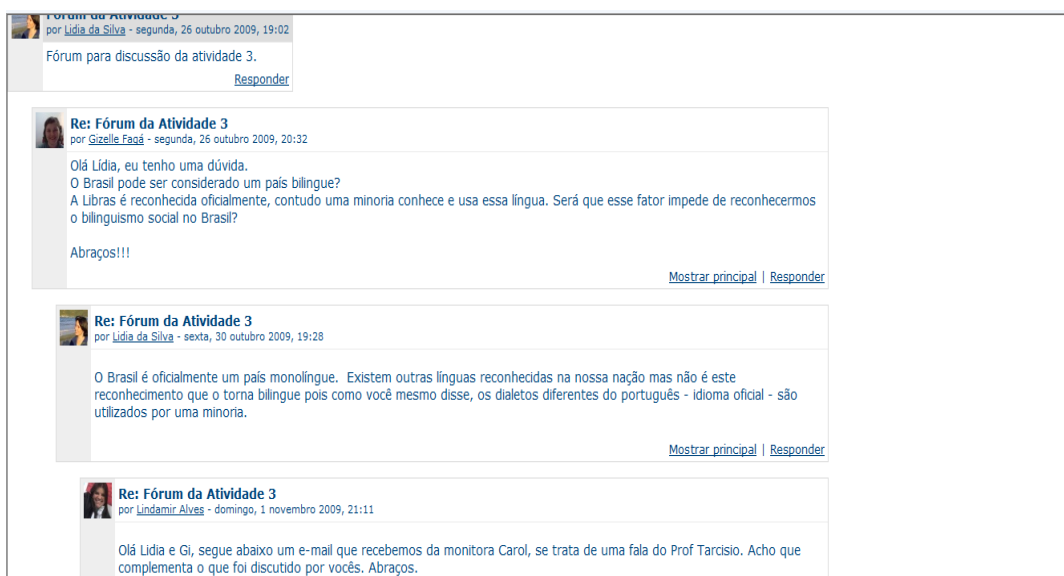 Fórum da Atividade 3
por Lidia da Silva - segunda, 26 outubro 2009, 19:02
Fórum para discussão da atividade 3.
Responder
Re: Fórum da Atividade 3
por Gizelle Fagá - segunda, 26 outubro 2009, 20:32
Olá Lídia, eu tenho uma dúvida.
O Brasil pode ser considerado um país bilingue?
A Libras é reconhecida oficialmente, contudo uma minoria conhece e usa essa língua. Será que esse fator impede de reconhecermos
o bilinguismo social no Brasil?
Abraços!!!
Mostrar principal | Responder
Re: Fórum da Atividade 3
por Lidia da Silva - sexta, 30 outubro 2009, 19:28
O Brasil é oficialmente um país monolíngue. Existem outras línguas reconhecidas na nossa nação mas não é este
reconhecimento que o torna bilingue pois como você mesmo disse, os dialetos diferentes do português - idioma oficial - são
utilizados por uma minoria.
Mostrar principal | Responder
Re: Fórum da Atividade 3
por Lindamir Alves - domingo, 1 novembro 2009, 21:11
Olá Lidia e Gi, segue abaixo um e-mail que recebemos da monitora Carol, se trata de uma fala do Prof Tarcisio. Acho que
complementa o que foi discutido por vocês. Abraços.